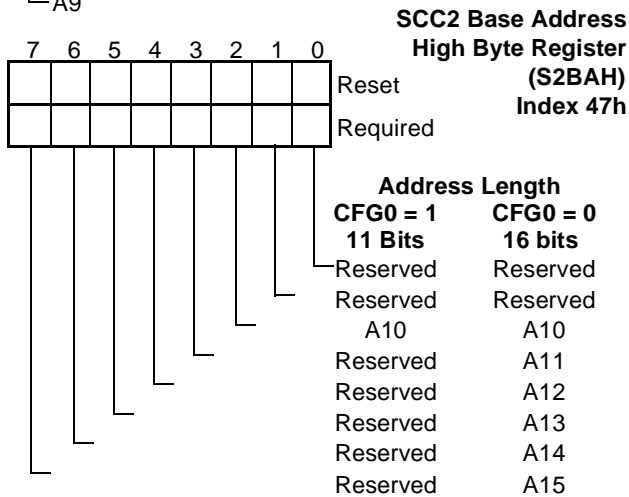 A9
SCC2 Base Address
High Byte Register
(S2BAH)
Index 47h
7 6 5 4 3 2 1 0
Reset
Required
Address Length
CFG0 = 1 CFG0 = 0
11 Bits 16 bits
Reserved Reserved
Reserved Reserved
A10 A10
Reserved A11
Reserved A12
Reserved A13
Reserved A14
Reserved A15